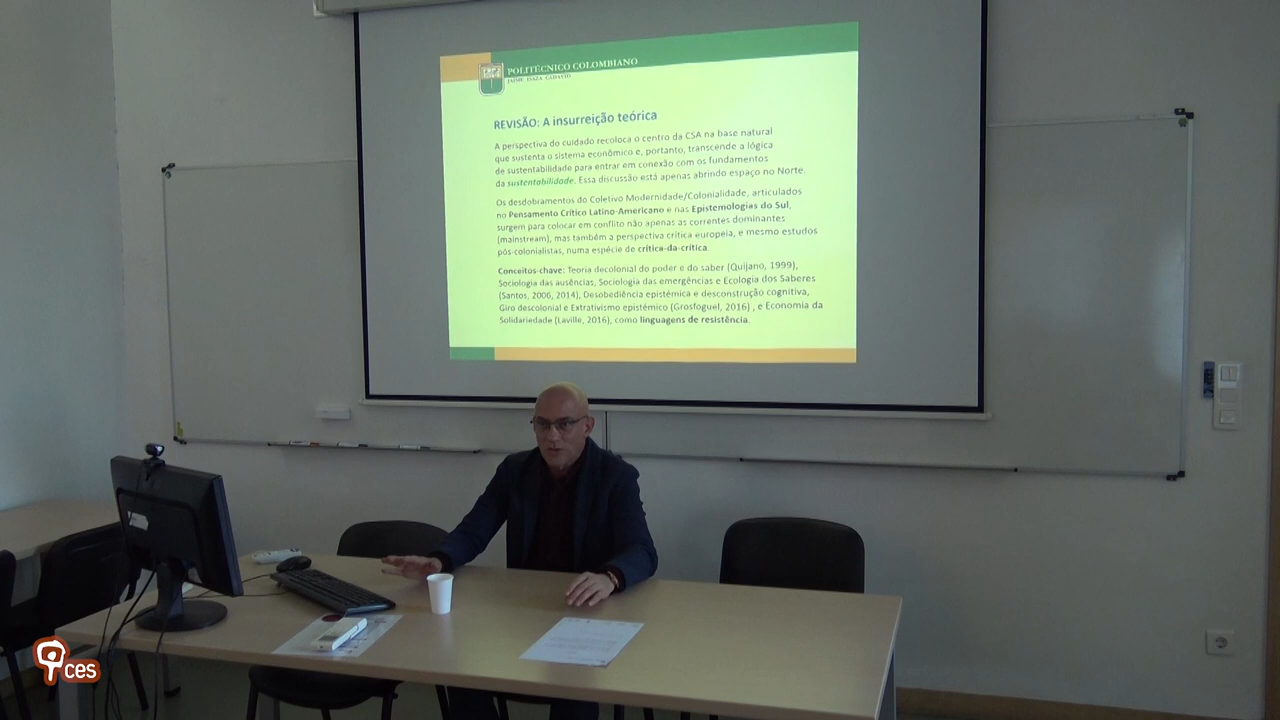 POLITÉCNICO COLOMBIANO
JAIME ISAZA CADAVID
REVISÃO: A insurreição teórica
A perspectiva do cuidado recoloca o centro da CSA na base natural
que sustenta o sistema econômico e, portanto, transcende a lógica
de sustentabilidade para entrar em conexão com os fundamentos
da sustentabilidade. Essa discussão está apenas abrindo espaço no Norte.
Os desdobramentos do Coletivo Modernidade/Colonialidade, articulados
no Pensamento Crítico Latino-Americano e nas Epistemologias do Sul,
surgem para colocar em conflito não apenas as correntes dominantes
(mainstream), mas também a perspectiva crítica europeia, e mesmo estudos
pós-colonialistas, numa espécie de crítica-da-crítica.
Conceitos-chave: Teoria decolonial do poder e do saber (Quijano, 1999),
Sociologia das ausências, Sociologia das emergências e Ecologia dos Saberes
(Santos, 2006, 2014), Desobediência epistêmica e desconstrução cognitiva,
Giro descolonial e Extrativismo epistêmico (Grosfoguel, 2016) , e Economia da
Solidariedade (Laville, 2016), como linguagens de resistência.
ces